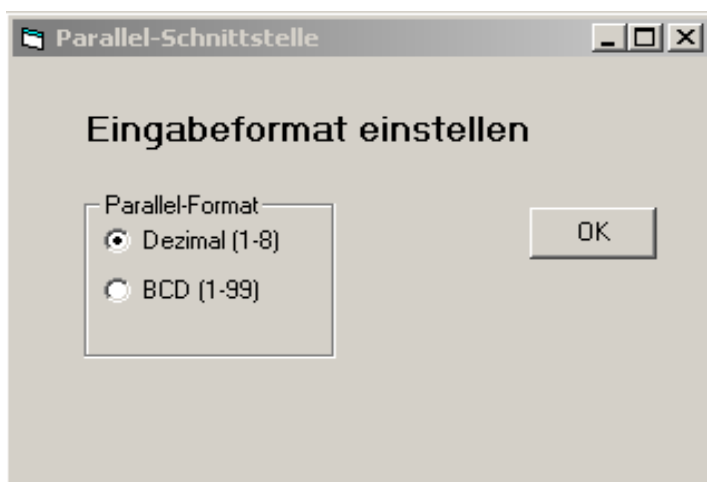 Parallel-Schnittstelle
Eingabeformat einstellen
Parallel-Format
Dezimal (1-8)
OK
BCD (1-99)